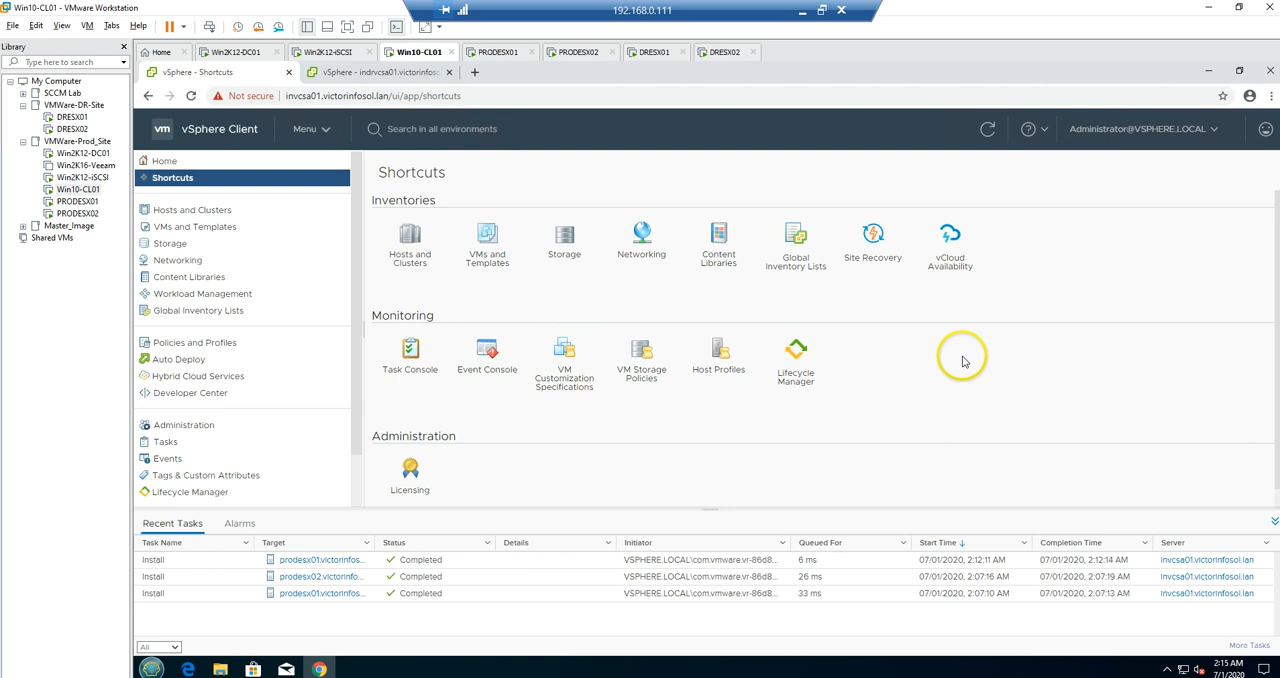 Win10-CL01 - VMware Workstation
192.168.0.111
File Edit View VM Tabs Help
Library
Type here to search
My Computer
SCCM Lab
VMWare-DR-Site
DRESX01
DRESX02
VMWare-Prod_Site
Win2K12-DC01
Win2K16-Veeam
Win2K12-iSCSI
Win10-CL01
PRODESX01
PRODESX02
Master_Image
Shared VMs
Home Win2K12-DC01 Win2K12-iSCSI Win10-CL01 PRODESX01 PRODESX02 DRESX01 DRESX02
vSphere - Shortcuts vSphere - indrvcsa01.victorinfoso
Not secure invcsa01.victorinfosol.lan/ui/app/shortcuts
vm vSphere Client Menu Search in all environments Administrator@VSPHERE.LOCAL
Home
Shortcuts
Hosts and Clusters
VMs and Templates
Storage
Networking
Content Libraries
Workload Management
Global Inventory Lists
Policies and Profiles
Auto Deploy
Hybrid Cloud Services
Developer Center
Administration
Tasks
Events
Tags & Custom Attributes
Lifecycle Manager
Shortcuts
Inventories
Hosts and Clusters
VMs and Templates
Storage
Networking
Content Libraries
Global Inventory Lists
Site Recovery
vCloud Availability
Monitoring
Task Console
Event Console
VM Customization Specifications
VM Storage Policies
Host Profiles
Lifecycle Manager
Administration
Licensing
Recent Tasks Alarms
Task Name Target Status Details Initiator Queued For Start Time Completion Time Server
Install prodesx01.victorinfos... Completed VSPHERE.LOCAL\com.vmware.vr-86d8... 6 ms 07/01/2020, 2:12:11 AM 07/01/2020, 2:12:14 AM invcsa01.victorinfosol.lan
Install prodesx02.victorinfos... Completed VSPHERE.LOCAL\com.vmware.vr-86d8... 26 ms 07/01/2020, 2:07:16 AM 07/01/2020, 2:07:19 AM invcsa01.victorinfosol.lan
Install prodesx01.victorinfos... Completed VSPHERE.LOCAL\com.vmware.vr-86d8... 33 ms 07/01/2020, 2:07:10 AM 07/01/2020, 2:07:13 AM invcsa01.victorinfosol.lan
All
More Tasks
2:15 AM
7/1/2020